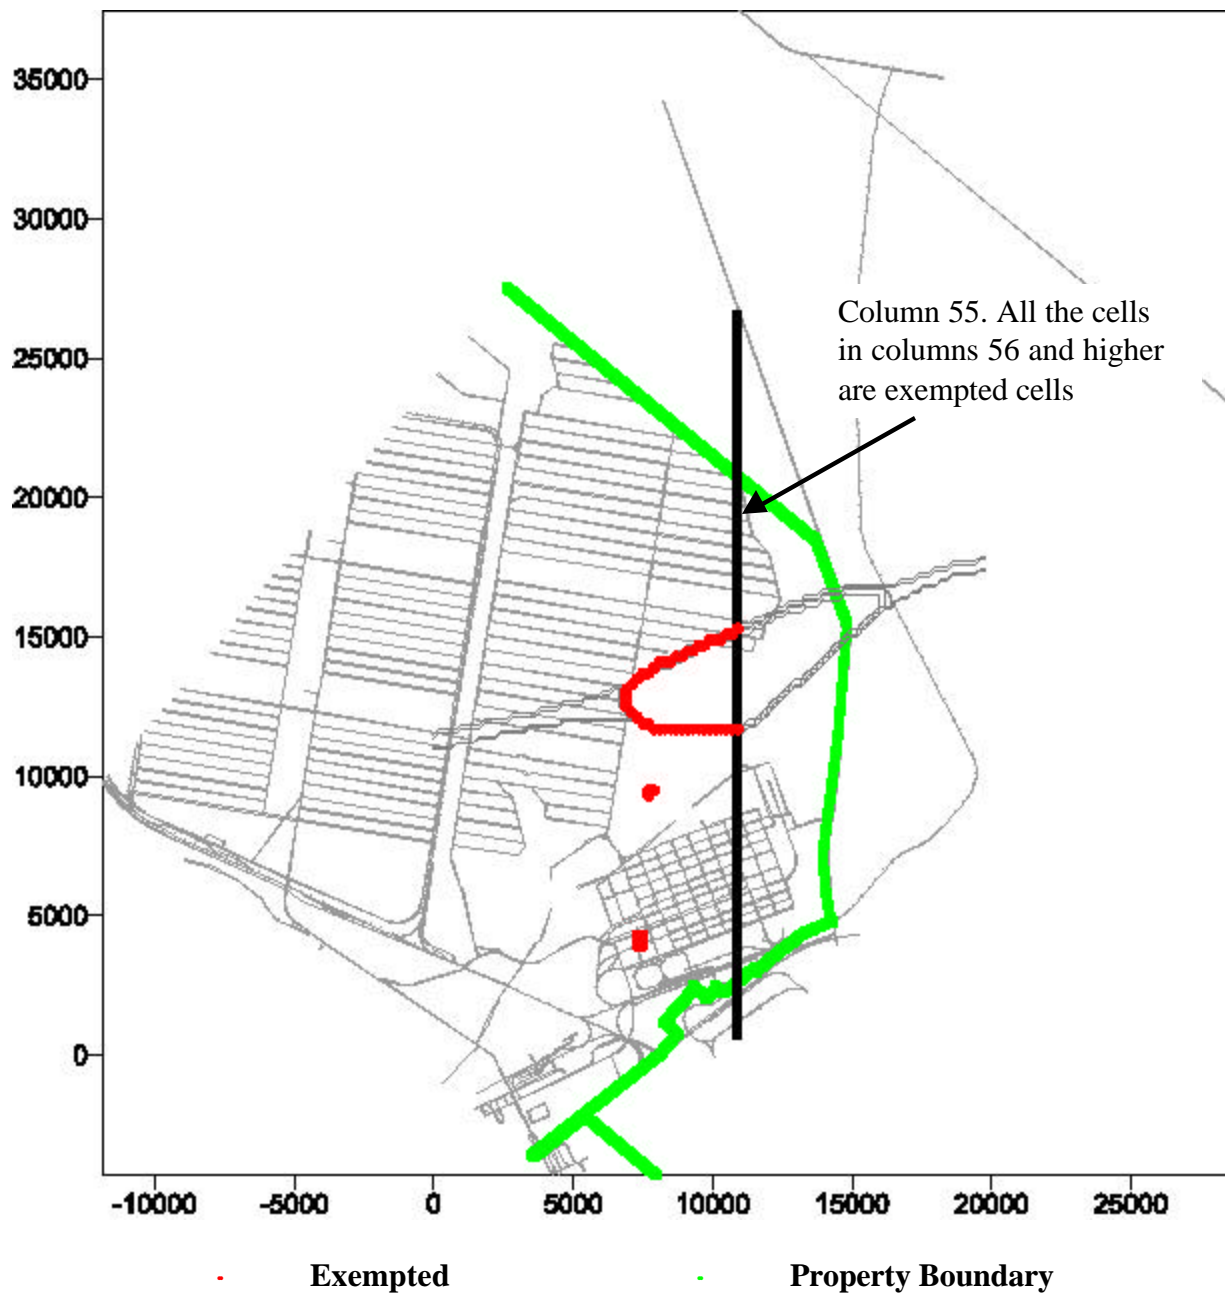 35000
30000
25000
20000
15000
10000
5000
0
Column 55. All the cells
in columns 56 and higher
are exempted cells
-10000 -5000 0 5000 10000 15000 20000 25000
Exempted Property Boundary